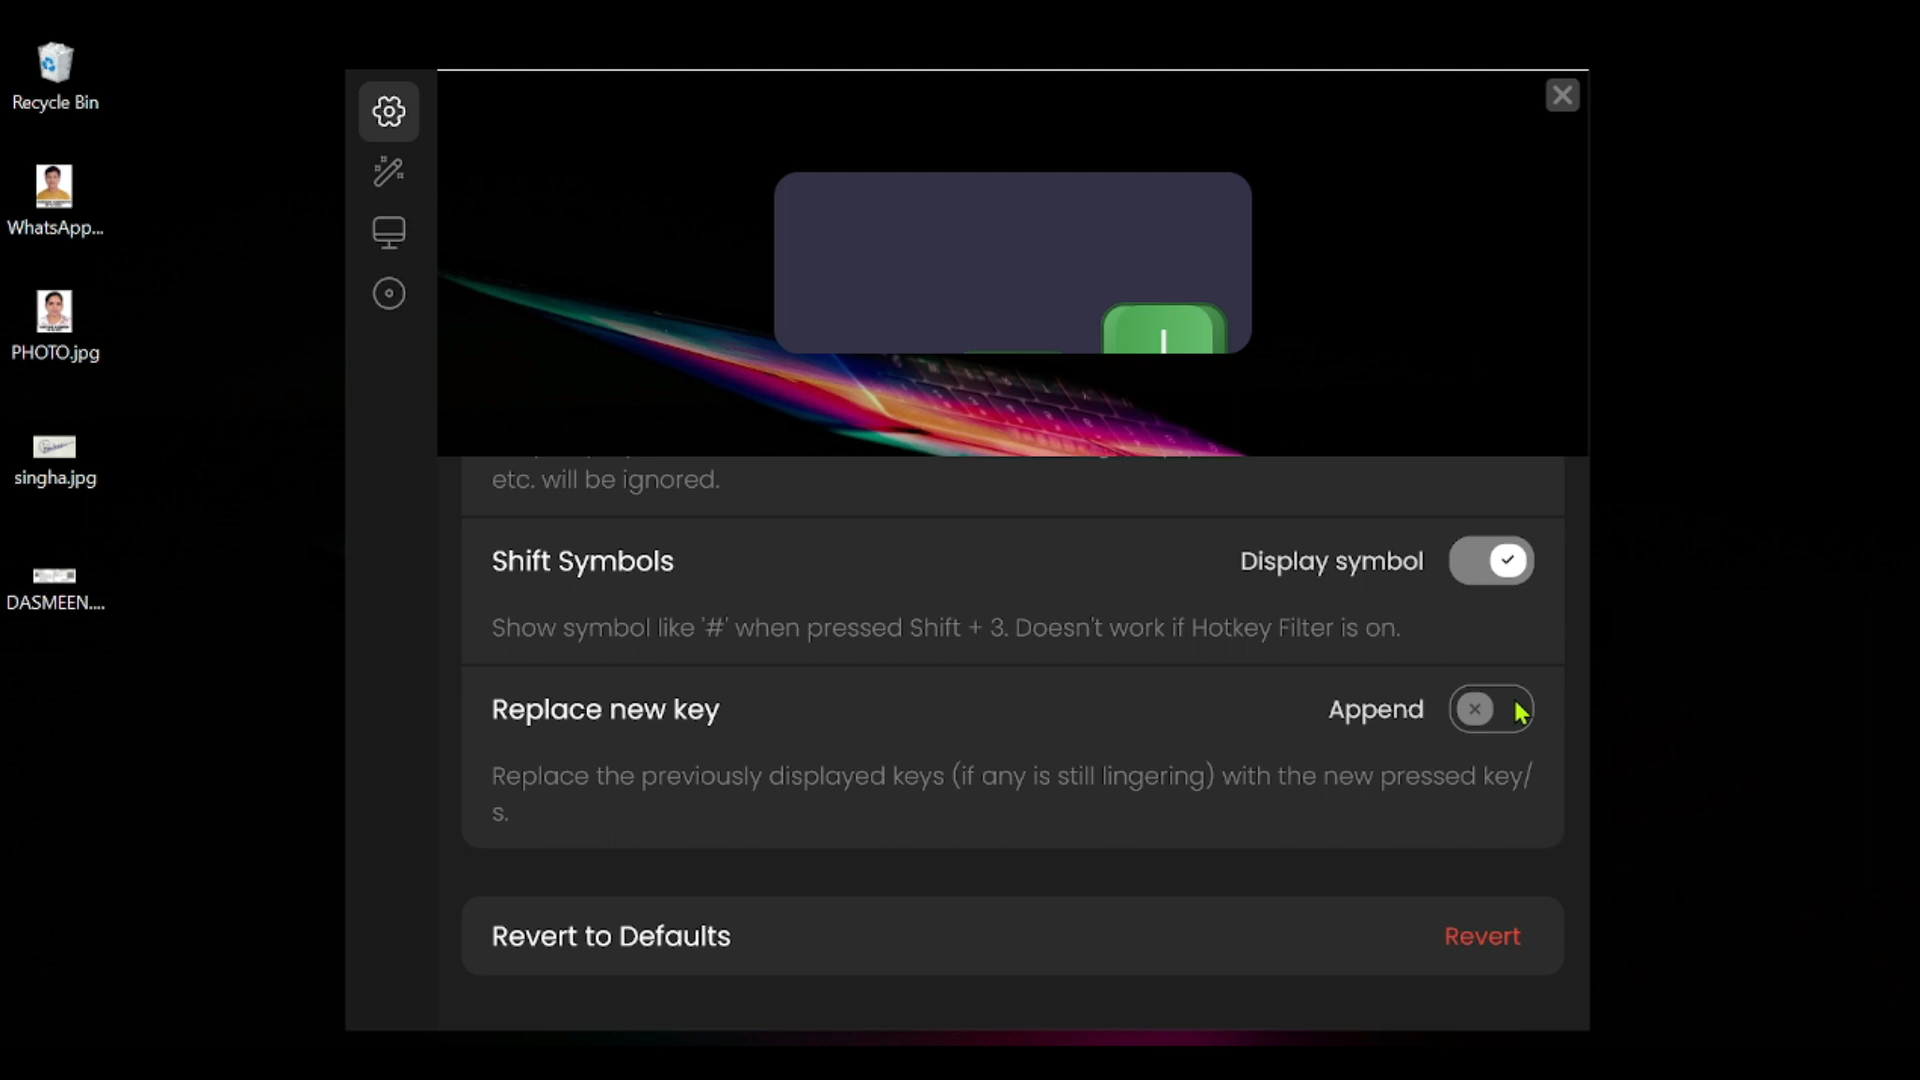 Recycle Bin
WhatsApp...
PHOTO.jpg
singha.jpg
DASMEEN....
etc. will be ignored.
Shift Symbols
Display symbol
Show symbol like '#' when pressed Shift + 3. Doesn't work if Hotkey Filter is on.
Replace new key
Append
Replace the previously displayed keys (if any is still lingering) with the new pressed key/
s.
Revert to Defaults
Revert